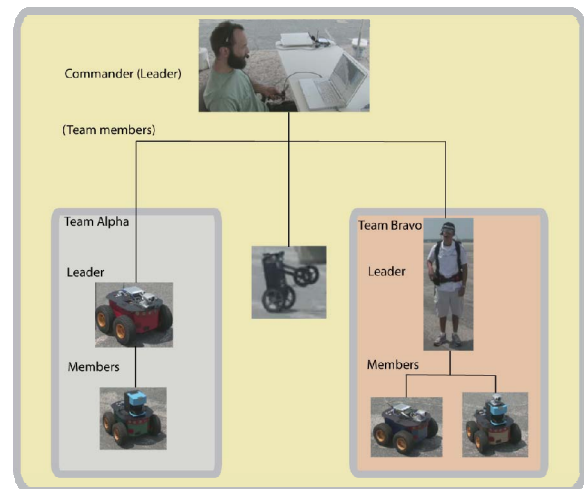 Commander (Leader)
(Team members)
Team Alpha
Leader
Members
Team Bravo
Leader
Members